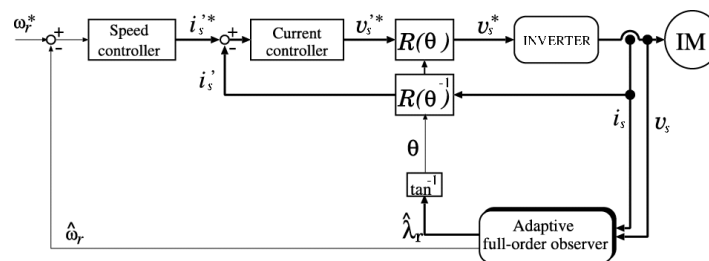 ω_r^*
+
-
Speed
controller
i_s'^*
+
-
Current
controller
v_s'^*
R(θ)
v_s^*
INVERTER
IM
i_s'
R(θ)^-1
i_s
v_s
θ
tan^-1
λ̂_r
ω̂_r
Adaptive
full-order observer